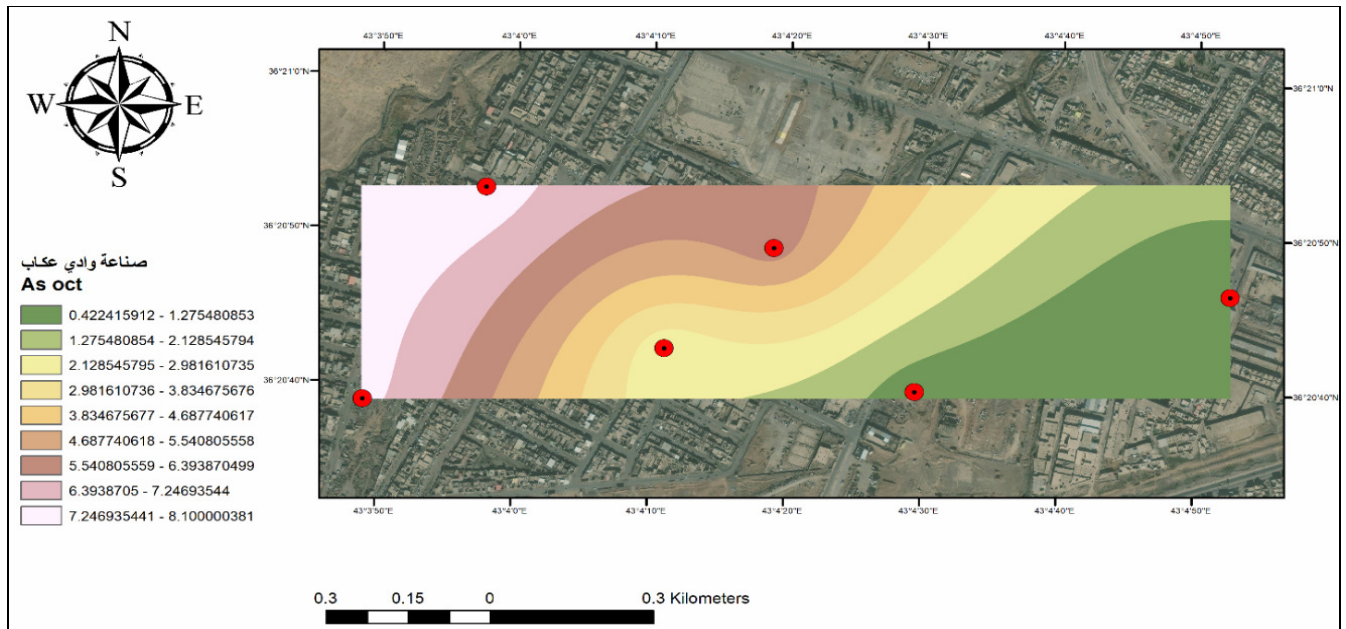 N
W E
S
43°3'50"E 43°4'0"E 43°4'10"E 43°4'20"E 43°4'30"E 43°4'40"E 43°4'50"E
36°21'0"N 36°21'0"N
36°20'50"N 36°20'50"N
36°20'40"N 36°20'40"N
43°3'50"E 43°4'0"E 43°4'10"E 43°4'20"E 43°4'30"E 43°4'40"E 43°4'50"E
صناعة وادي عكاب
As oct
0.422415912 - 1.275480853
1.275480854 - 2.128545794
2.128545795 - 2.981610735
2.981610736 - 3.834675676
3.834675677 - 4.687740617
4.687740618 - 5.540805558
5.540805559 - 6.393870499
6.3938705 - 7.24693544
7.246935441 - 8.100000381
0.3 0.15 0 0.3 Kilometers